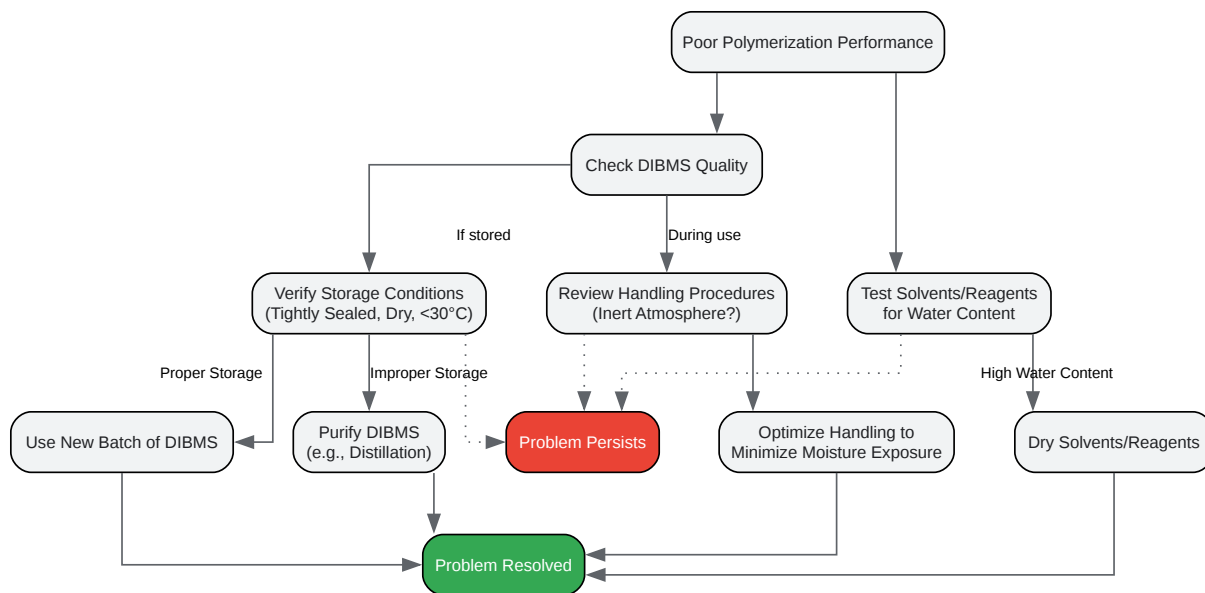 Poor Polymerization Performance
Check DIBMS Quality
If stored
During use
Verify Storage Conditions
(Tightly Sealed, Dry, <30°C)
Review Handling Procedures
(Inert Atmosphere?)
Test Solvents/Reagents
for Water Content
Proper Storage
Improper Storage
High Water Content
Use New Batch of DIBMS
Purify DIBMS
(e.g., Distillation)
Problem Persists
Optimize Handling to
Minimize Moisture Exposure
Dry Solvents/Reagents
Problem Resolved